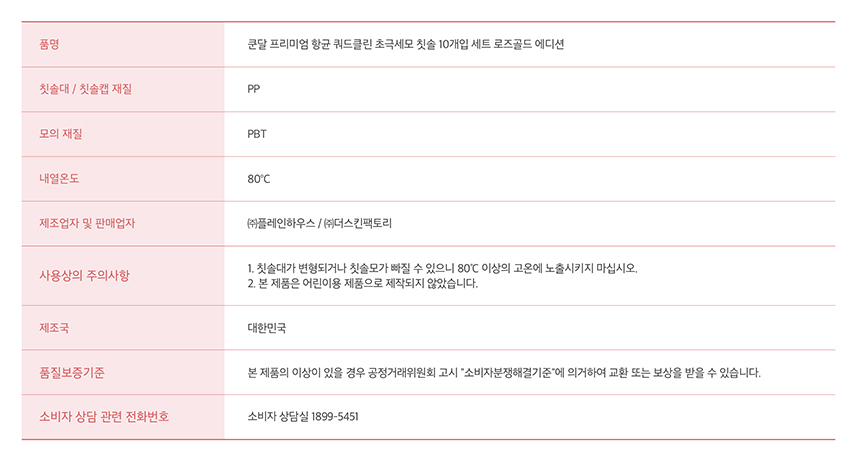 품명
쿤달 프리미엄 항균 쿼드클린 초극세모 칫솔 10개입 세트 로즈골드 에디션
칫솔대 / 칫솔캡 재질
PP
모의 재질
PBT
내열온도
80℃
제조업자 및 판매업자
㈜플레인하우스 / ㈜더스킨팩토리
사용상의 주의사항
1. 칫솔대가 변형되거나 칫솔모가 빠질 수 있으니 80℃ 이상의 고온에 노출시키지 마십시오.
2. 본 제품은 어린이용 제품으로 제작되지 않았습니다.
제조국
대한민국
품질보증기준
본 제품의 이상이 있을 경우 공정거래위원회 고시 "소비자분쟁해결기준"에 의거하여 교환 또는 보상을 받을 수 있습니다.
소비자 상담 관련 전화번호
소비자 상담실 1899-5451